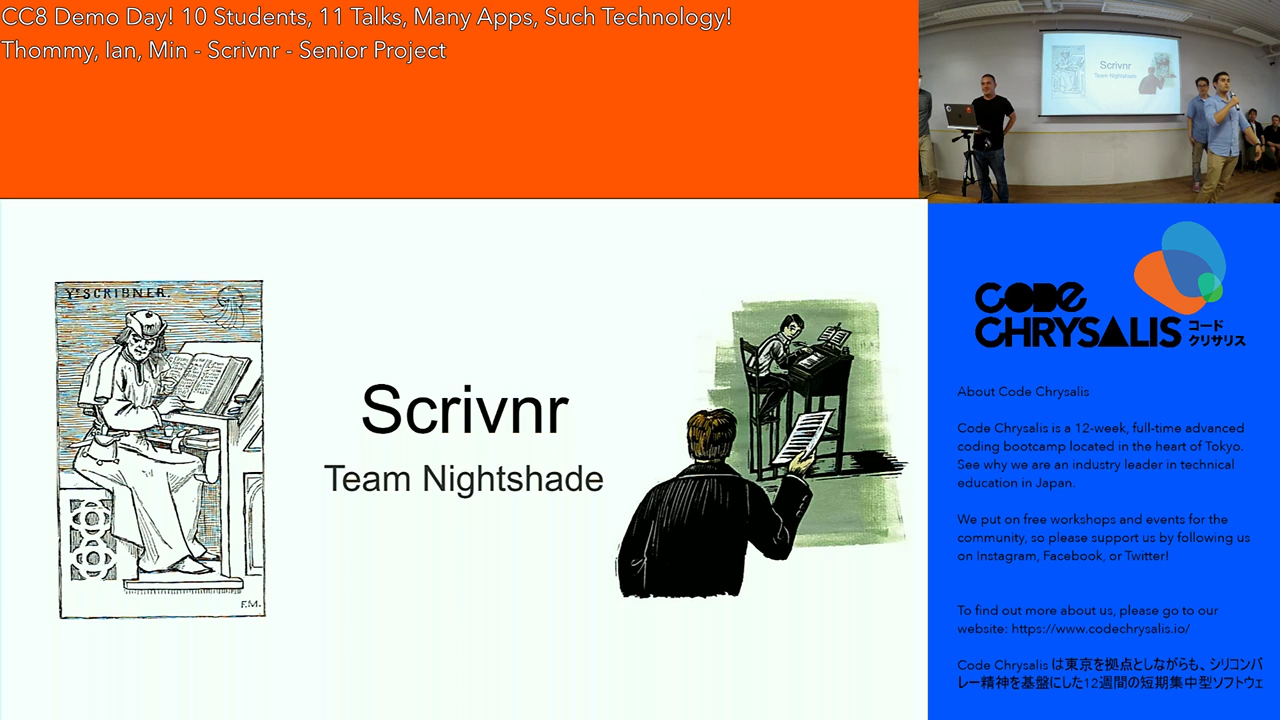 CC8 Demo Day! 10 Students, 11 Talks, Many Apps, Such Technology!
Thommy, Ian, Min - Scrivnr - Senior Project
Scrivnr
Team Nightshade
Yᵉ SCRIBNER.
Scrivnr
Team Nightshade
F.M.
CODE
CHRYSALIS コード
クリサリス
About Code Chrysalis
Code Chrysalis is a 12-week, full-time advanced
coding bootcamp located in the heart of Tokyo.
See why we are an industry leader in technical
education in Japan.
We put on free workshops and events for the
community, so please support us by following us
on Instagram, Facebook, or Twitter!
To find out more about us, please go to our
website: https://www.codechrysalis.io/
Code Chrysalis は東京を拠点としながらも、シリコンバ
レー精神を基盤にした12週間の短期集中型ソフトウェ